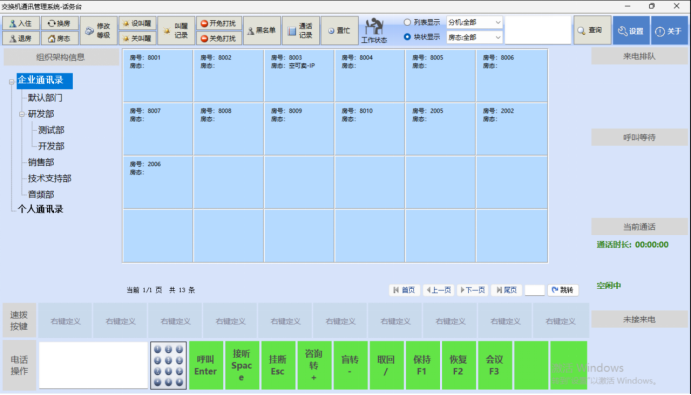 交换机通讯管理系统-话务台
入住
换房
修改
等级
设叫醒
叫醒
记录
开免打扰
黑名单
通话
记录
置忙
工作状态
列表显示
分机:全部
查询
设置
关于
退房
房态
关叫醒
关免打扰
块状显示
房态:全部
组织架构信息
企业通讯录
默认部门
研发部
测试部
开发部
销售部
技术支持部
音频部
个人通讯录
房号: 8001
房态:
房号: 8002
房态:
房号: 8003
房态: 空可卖-IP
房号: 8004
房态:
房号: 8005
房态:
房号: 8006
房态:
房号: 8007
房态:
房号: 8008
房态:
房号: 8009
房态:
房号: 8010
房态:
房号: 2005
房态:
房号: 2002
房态:
房号: 2006
房态:
当前 1/1 页 共 13 条
首页
上一页
下一页
尾页
跳转
来电排队
呼叫等待
当前通话
通话时长: 00:00:00
空闲中
未接来电
速拨
按键
右键定义
右键定义
右键定义
右键定义
右键定义
右键定义
右键定义
右键定义
右键定义
右键定义
电话
操作
呼叫
Enter
接听
Spac
e
挂断
Esc
咨询
转
+
盲转
-
取回
/
保持
F1
恢复
F2
会议
F3
Windows
以激活 Windows。